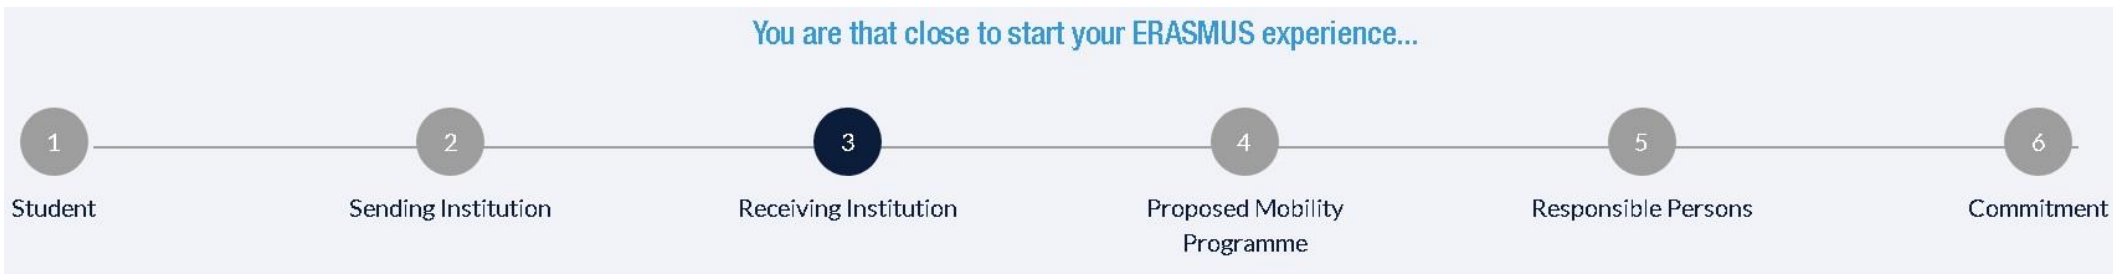 You are that close to start your ERASMUS experience...
1
2
3
4
5
6
Student
Sending Institution
Receiving Institution
Proposed Mobility
Programme
Responsible Persons
Commitment